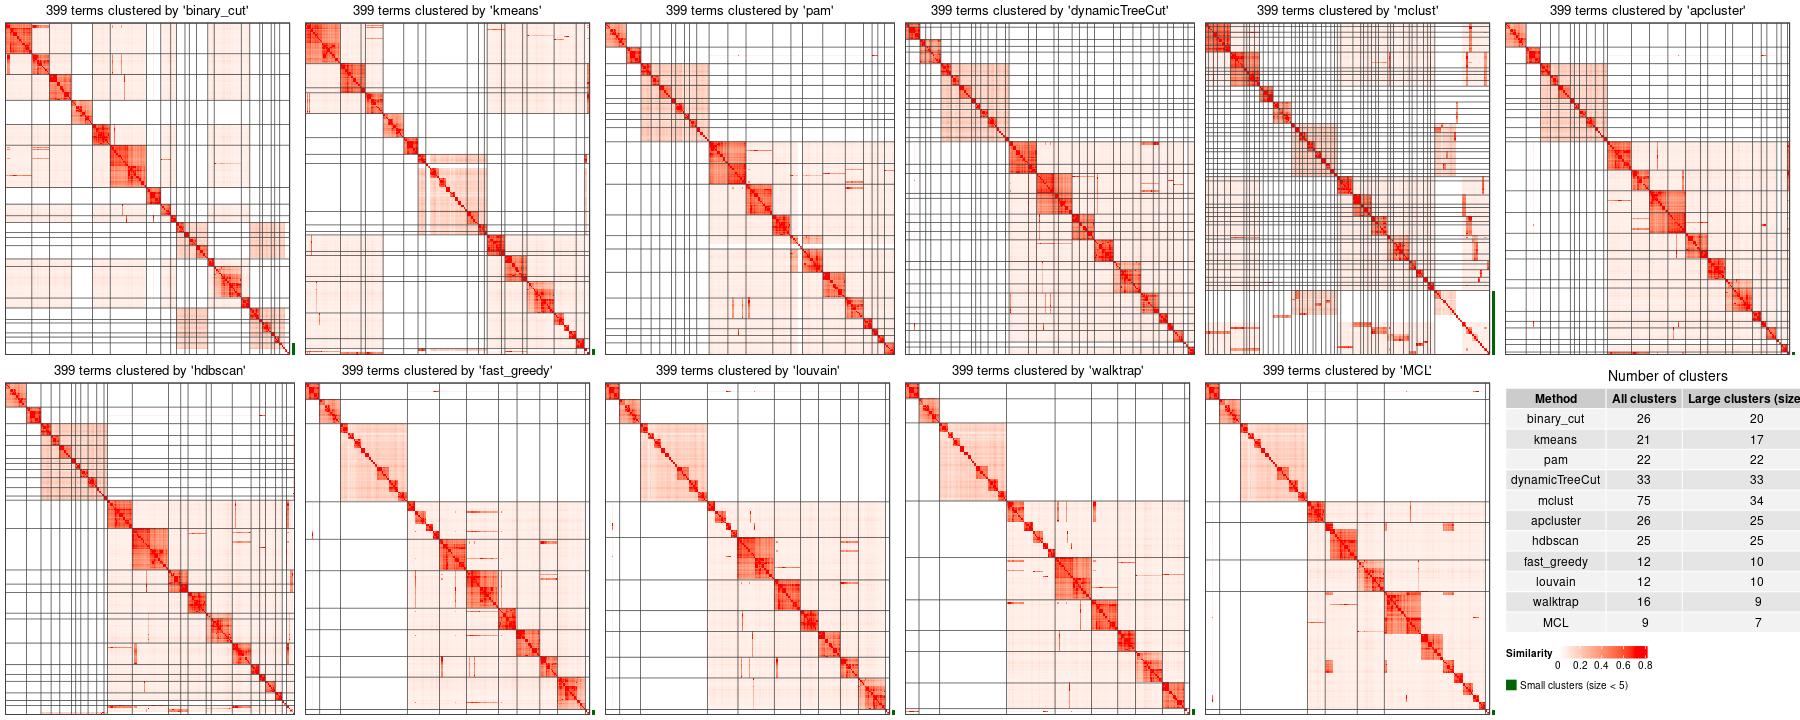 399 terms clustered by 'binary_cut'
399 terms clustered by 'kmeans'
399 terms clustered by 'pam'
399 terms clustered by 'dynamicTreeCut'
399 terms clustered by 'mclust'
399 terms clustered by 'apcluster'
399 terms clustered by 'hdbscan'
399 terms clustered by 'fast_greedy'
399 terms clustered by 'louvain'
399 terms clustered by 'walktrap'
399 terms clustered by 'MCL'
Number of clusters
Method All clusters Large clusters (size
binary_cut 26 20
kmeans 21 17
pam 22 22
dynamicTreeCut 33 33
mclust 75 34
apcluster 26 25
hdbscan 25 25
fast_greedy 12 10
louvain 12 10
walktrap 16 9
MCL 9 7
Similarity
0 0.2 0.4 0.6 0.8
Small clusters (size < 5)